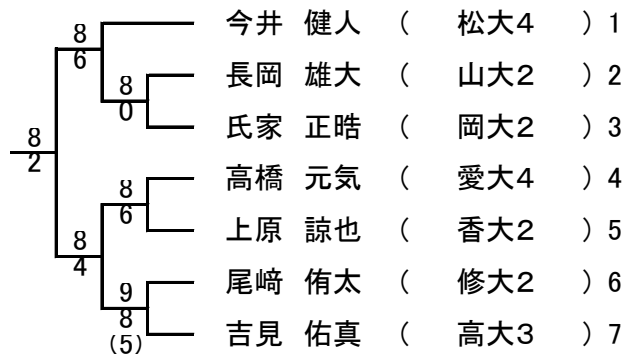 今井 健人 ( 松大4 ) 1
8
6
長岡 雄大 ( 山大2 ) 2
8
0
氏家 正晧 ( 岡大2 ) 3
8
2
高橋 元気 ( 愛大4 ) 4
8
6
上原 諒也 ( 香大2 ) 5
8
4
尾﨑 侑太 ( 修大2 ) 6
9
8
(5)
吉見 佑真 ( 高大3 ) 7